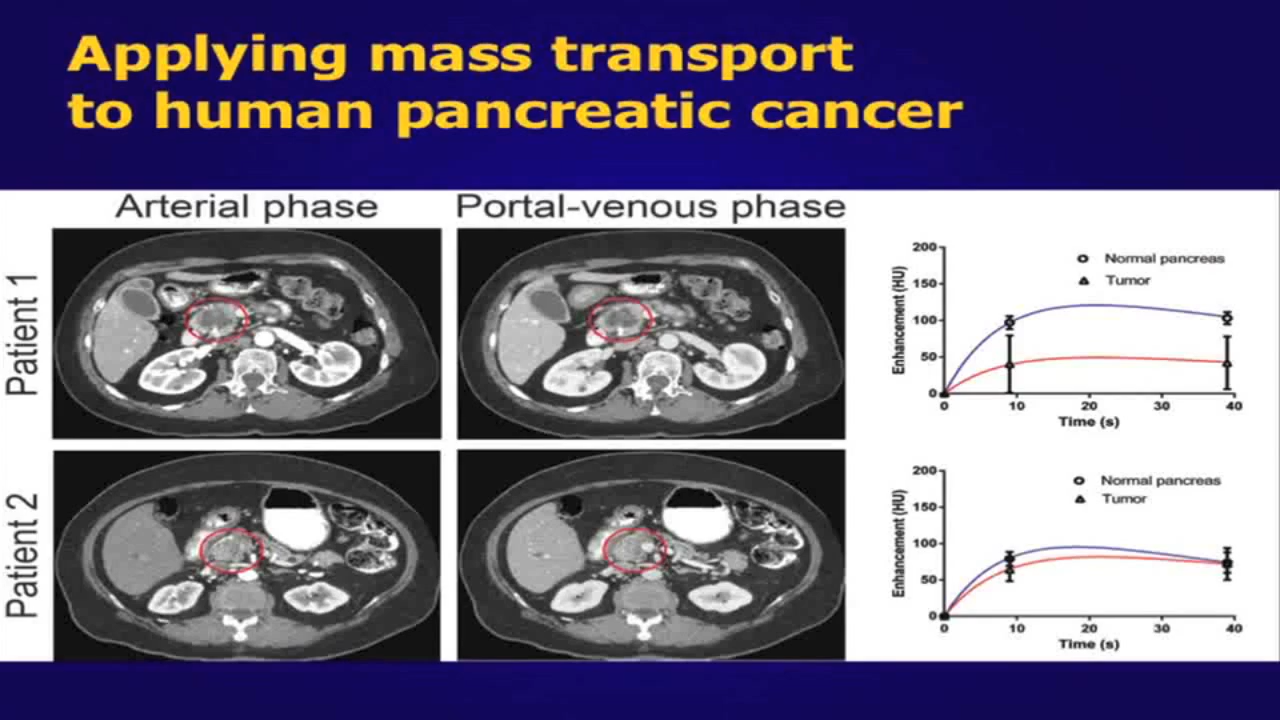 Applying mass transport
to human pancreatic cancer
Arterial phase
Portal-venous phase
Patient 1
200
150
100
50
0
Enhancement (HU)
Normal pancreas
Tumor
0 10 20 30 40
Time (s)
Patient 2
200
150
100
50
0
Enhancement (HU)
Normal pancreas
Tumor
0 10 20 30 40
Time (s)